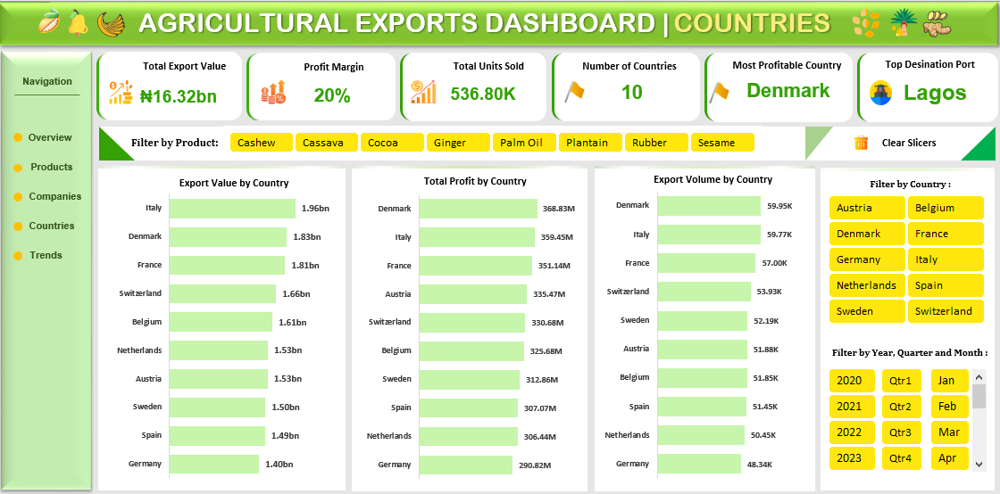 AGRICULTURAL EXPORTS DASHBOARD | COUNTRIES
Navigation
Overview
Products
Companies
Countries
Trends
Total Export Value
₦16.32bn
Profit Margin
20%
Total Units Sold
536.80K
Number of Countries
10
Most Profitable Country
Denmark
Top Desination Port
Lagos
Filter by Product:
Cashew
Cassava
Cocoa
Ginger
Palm Oil
Plantain
Rubber
Sesame
Clear Slicers
Export Value by Country
Italy 1.96bn
Denmark 1.83bn
France 1.81bn
Switzerland 1.66bn
Belgium 1.61bn
Netherlands 1.53bn
Austria 1.53bn
Sweden 1.50bn
Spain 1.49bn
Germany 1.40bn
Total Profit by Country
Denmark 368.83M
Italy 359.45M
France 351.14M
Austria 335.47M
Switzerland 330.68M
Belgium 325.68M
Sweden 312.86M
Spain 307.07M
Netherlands 306.44M
Germany 290.82M
Export Volume by Country
Denmark 59.95K
Italy 59.77K
France 57.00K
Switzerland 53.93K
Sweden 52.19K
Austria 51.88K
Belgium 51.85K
Spain 51.45K
Netherlands 50.45K
Germany 48.34K
Filter by Country :
Austria Belgium
Denmark France
Germany Italy
Netherlands Spain
Sweden Switzerland
Filter by Year, Quarter and Month :
2020 Qtr1 Jan
2021 Qtr2 Feb
2022 Qtr3 Mar
2023 Qtr4 Apr